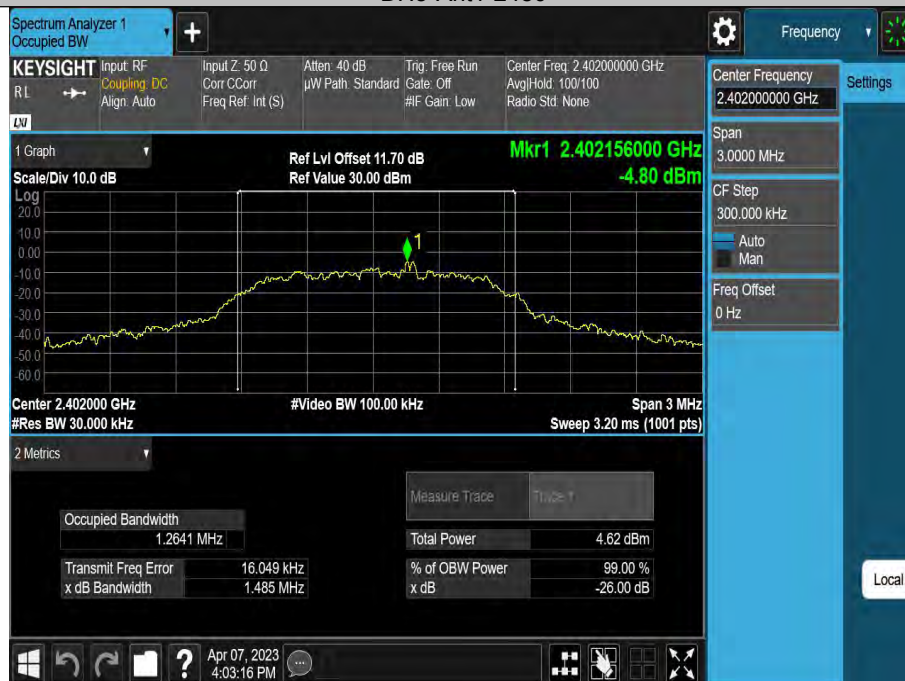 Spectrum Analyzer 1
Occupied BW
Frequency
KEYSIGHT
RL
LXI
Input: RF
Coupling: DC
Align: Auto
Input Z: 50 Ω
Corr CCorr
Freq Ref: Int (S)
Atten: 40 dB
µW Path: Standard
Trig: Free Run
Gate: Off
#IF Gain: Low
Center Freq: 2.402000000 GHz
Avg|Hold: 100/100
Radio Std: None
Center Frequency
2.402000000 GHz
Settings
Span
3.0000 MHz
CF Step
300.000 kHz
Auto
Man
Freq Offset
0 Hz
Local
1 Graph
Scale/Div 10.0 dB
Ref Lvl Offset 11.70 dB
Ref Value 30.00 dBm
Mkr1 2.402156000 GHz
-4.80 dBm
Log
20.0
10.0
0.00
-10.0
-20.0
-30.0
-40.0
-50.0
-60.0
1
Center 2.402000 GHz
#Video BW 100.00 kHz
Span 3 MHz
#Res BW 30.000 kHz
Sweep 3.20 ms (1001 pts)
2 Metrics
Measure Trace
Trace 1
Occupied Bandwidth
1.2641 MHz
Total Power
4.62 dBm
Transmit Freq Error
16.049 kHz
% of OBW Power
99.00 %
x dB Bandwidth
1.485 MHz
x dB
-26.00 dB
?
Apr 07, 2023
4:03:16 PM